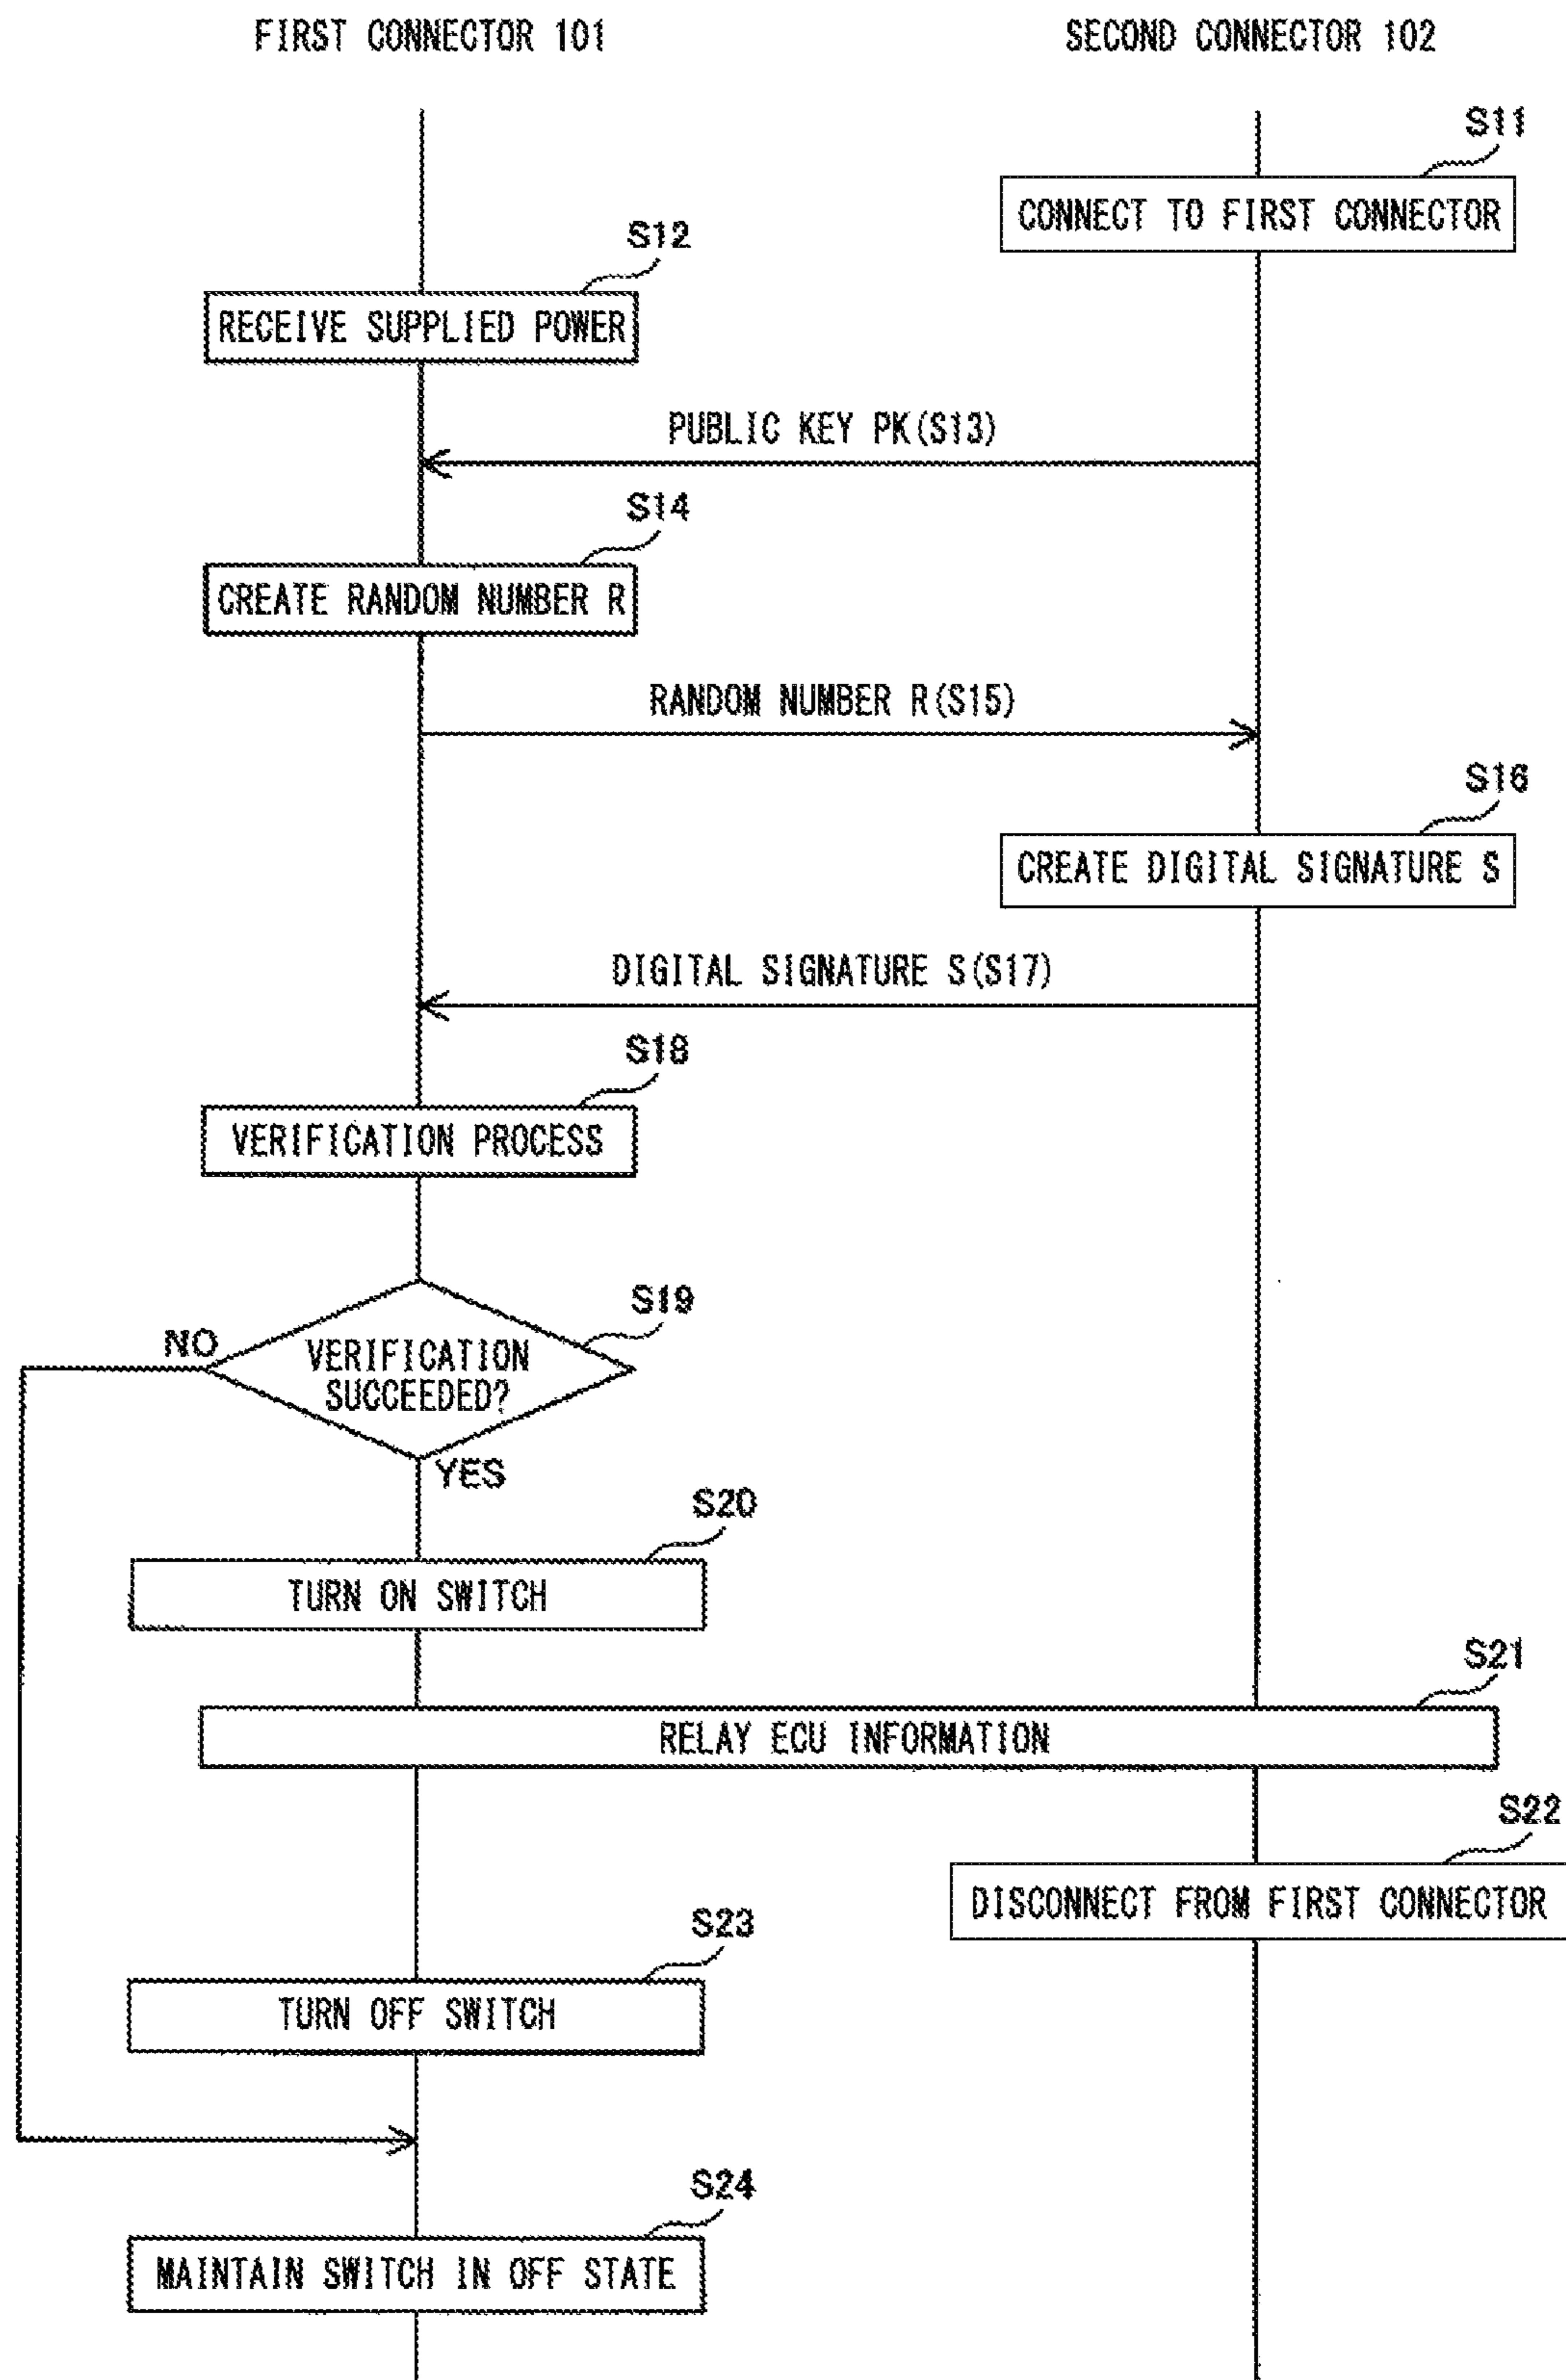 FIRST CONNECTOR 101
SECOND CONNECTOR 102
S11
CONNECT TO FIRST CONNECTOR
S12
RECEIVE SUPPLIED POWER
PUBLIC KEY PK(S13)
S14
CREATE RANDOM NUMBER R
RANDOM NUMBER R(S15)
S16
CREATE DIGITAL SIGNATURE S
DIGITAL SIGNATURE S(S17)
S18
VERIFICATION PROCESS
S19
NO
VERIFICATION
SUCCEEDED?
YES
S20
TURN ON SWITCH
S21
RELAY ECU INFORMATION
S22
DISCONNECT FROM FIRST CONNECTOR
S23
TURN OFF SWITCH
S24
MAINTAIN SWITCH IN OFF STATE